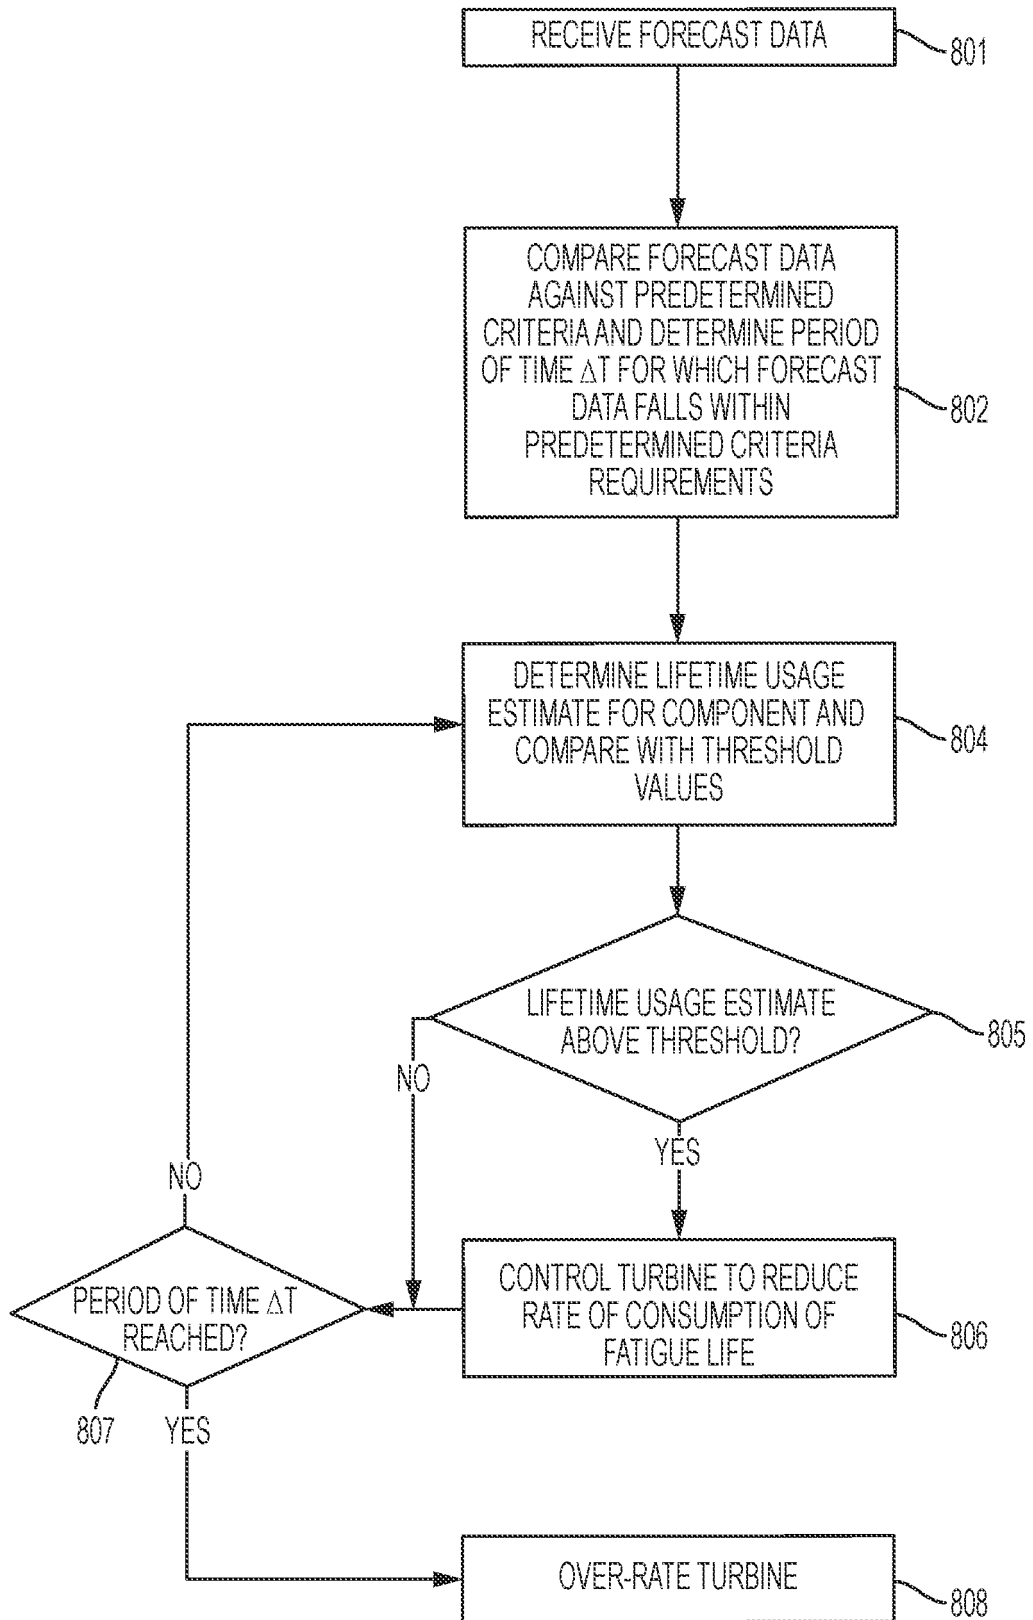 RECEIVE FORECAST DATA
801
COMPARE FORECAST DATA
AGAINST PREDETERMINED
CRITERIA AND DETERMINE PERIOD
OF TIME ΔT FOR WHICH FORECAST
DATA FALLS WITHIN
PREDETERMINED CRITERIA
REQUIREMENTS
802
DETERMINE LIFETIME USAGE
ESTIMATE FOR COMPONENT AND
COMPARE WITH THRESHOLD
VALUES
804
LIFETIME USAGE ESTIMATE
ABOVE THRESHOLD?
805
NO
YES
CONTROL TURBINE TO REDUCE
RATE OF CONSUMPTION OF
FATIGUE LIFE
806
NO
PERIOD OF TIME ΔT
REACHED?
807
YES
OVER-RATE TURBINE
808